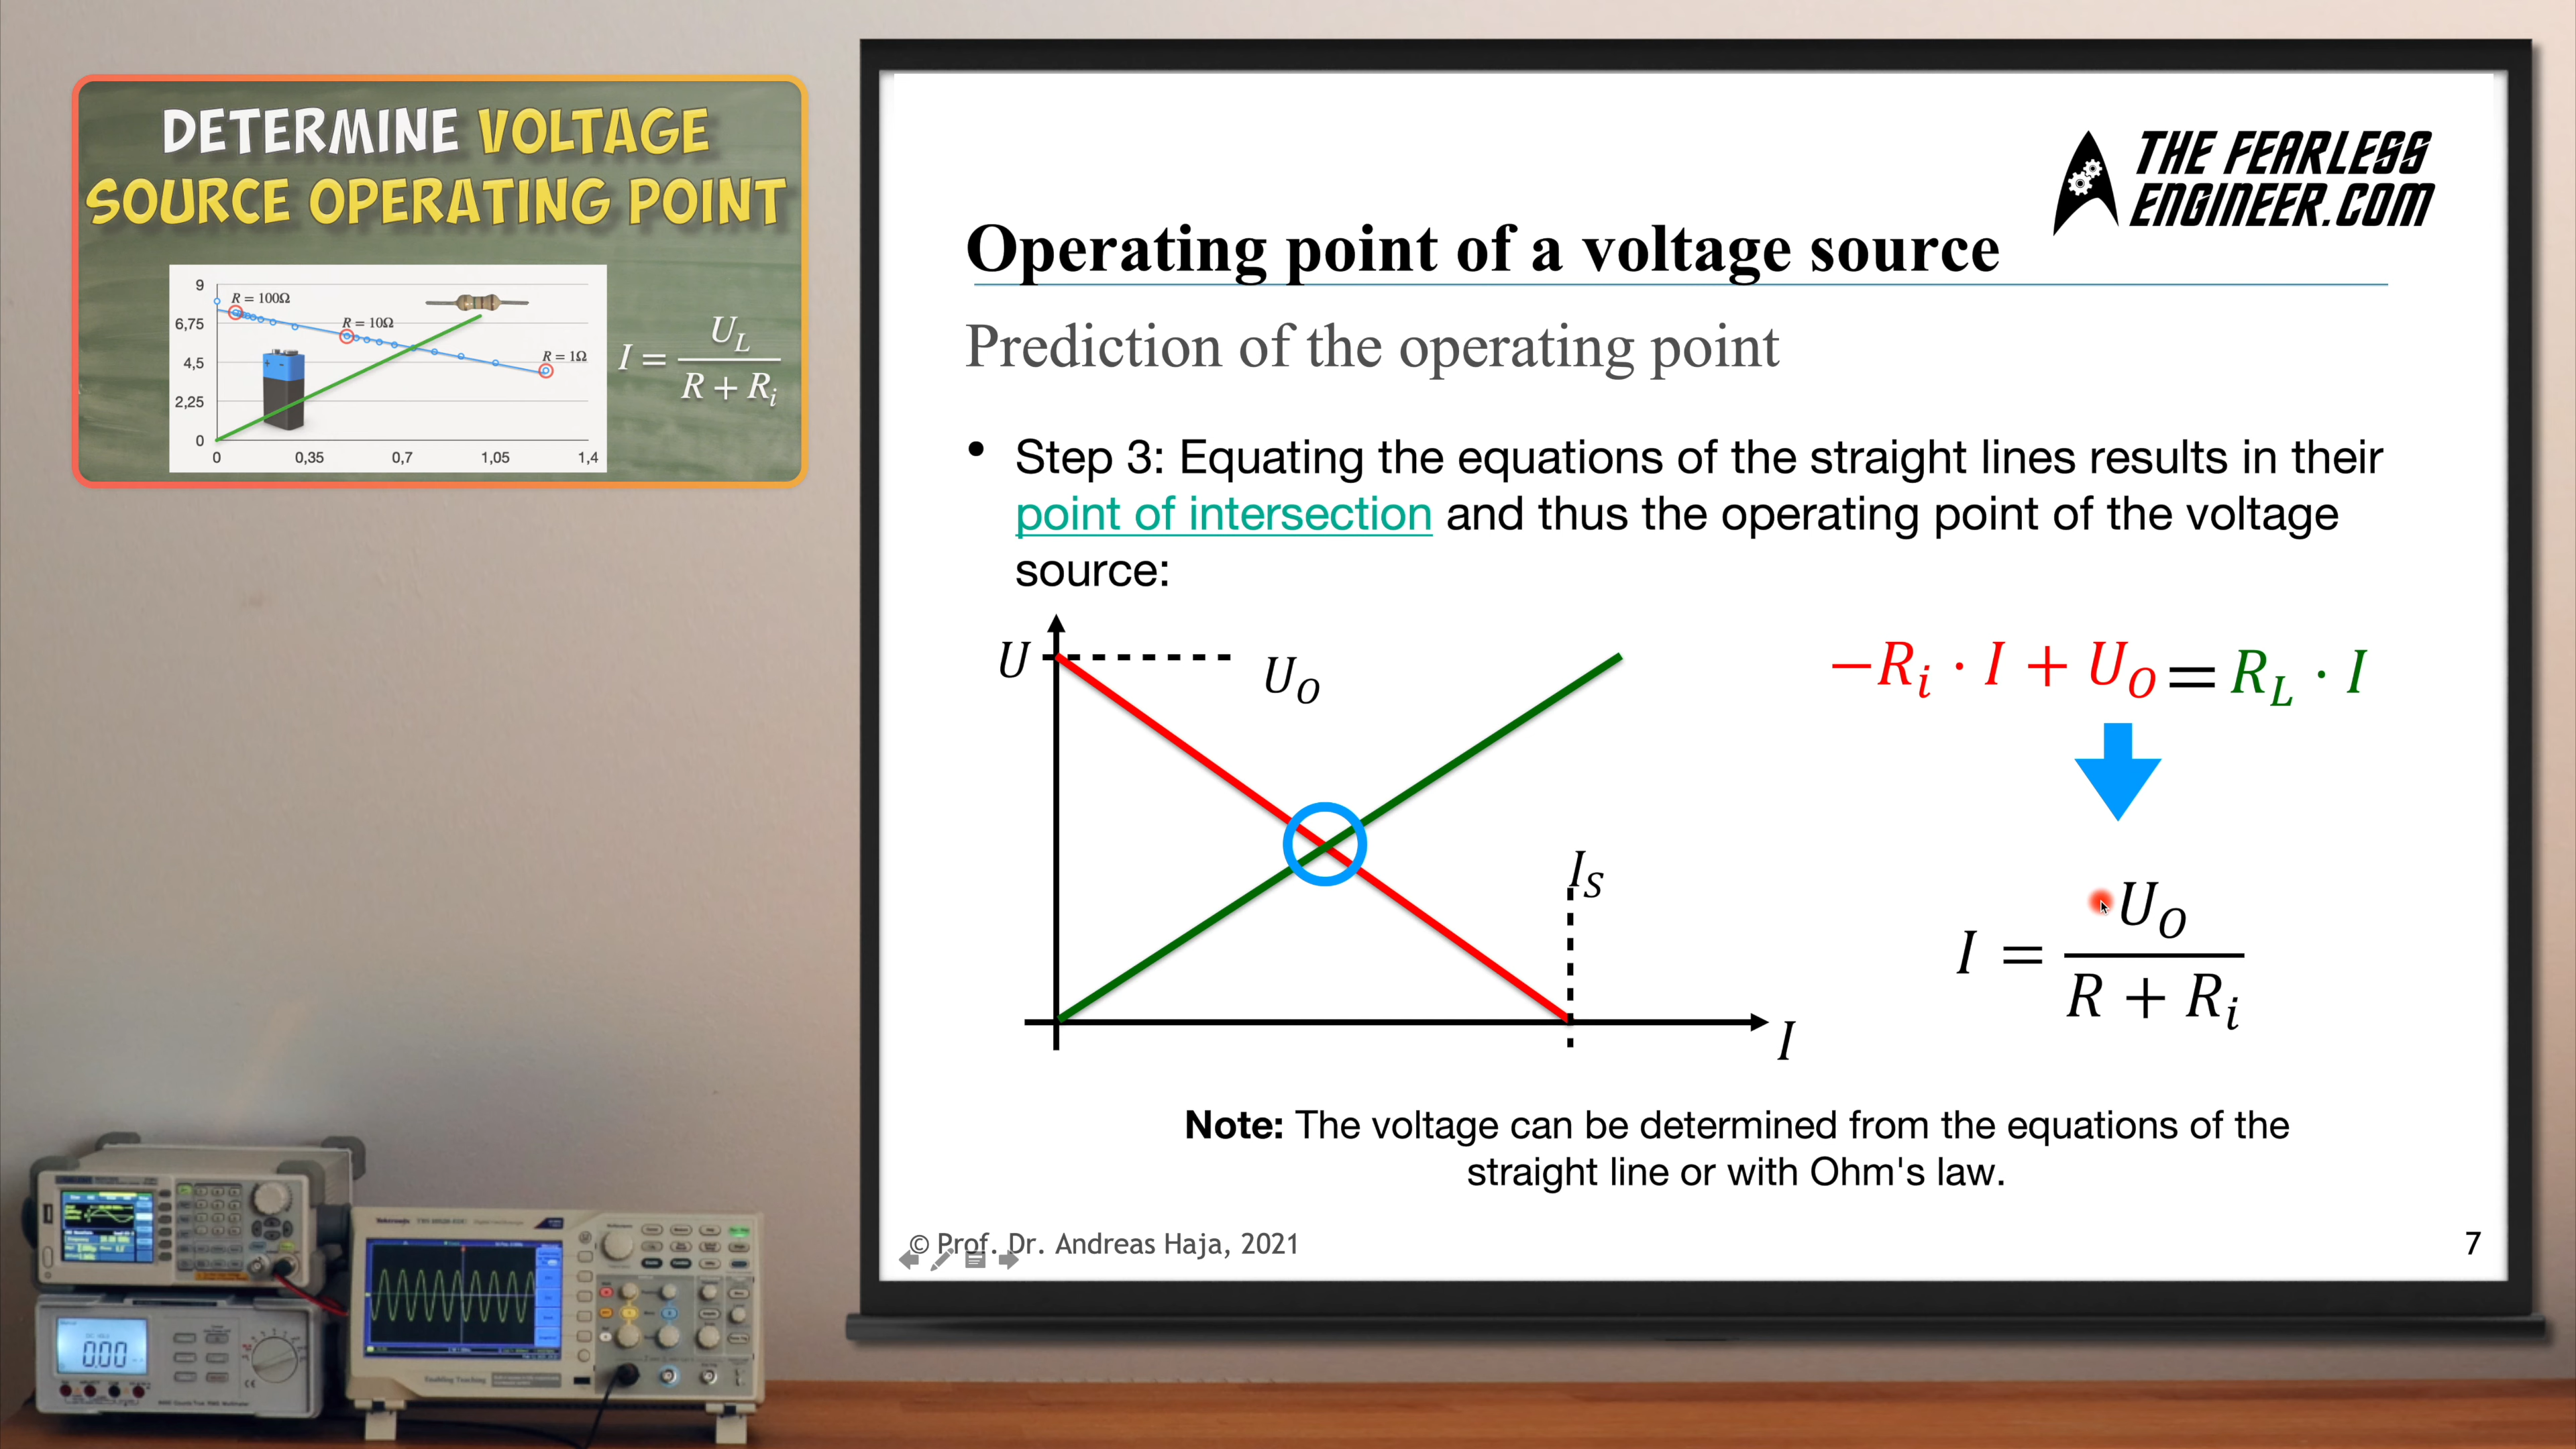 DETERMINE VOLTAGE
SOURCE OPERATING POINT
9
6,75
4,5
2,25
0
0
0,35
0,7
1,05
1,4
R = 100Ω
R = 10Ω
R = 1Ω
I = U_L / (R + R_i)
THE FEARLESS
ENGINEER.COM
Operating point of a voltage source
Prediction of the operating point
• Step 3: Equating the equations of the straight lines results in their
point of intersection and thus the operating point of the voltage
source:
U
U_O
I_S
I
−R_i · I + U_O = R_L · I
I = U_O / (R + R_i)
Note: The voltage can be determined from the equations of the
straight line or with Ohm's law.
© Prof. Dr. Andreas Haja, 2021
7
Tektronix
0.00